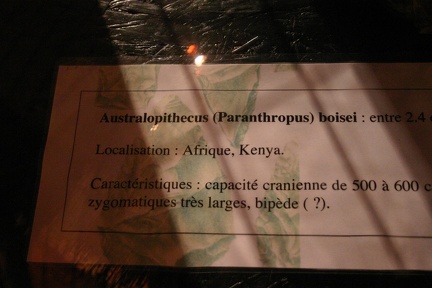 Australopithecus (Paranthropus) boisei : entre 2.4
Localisation : Afrique, Kenya.
Caractéristiques : capacité cranienne de 500 à 600 c
zygomatiques très larges, bipède ( ?).